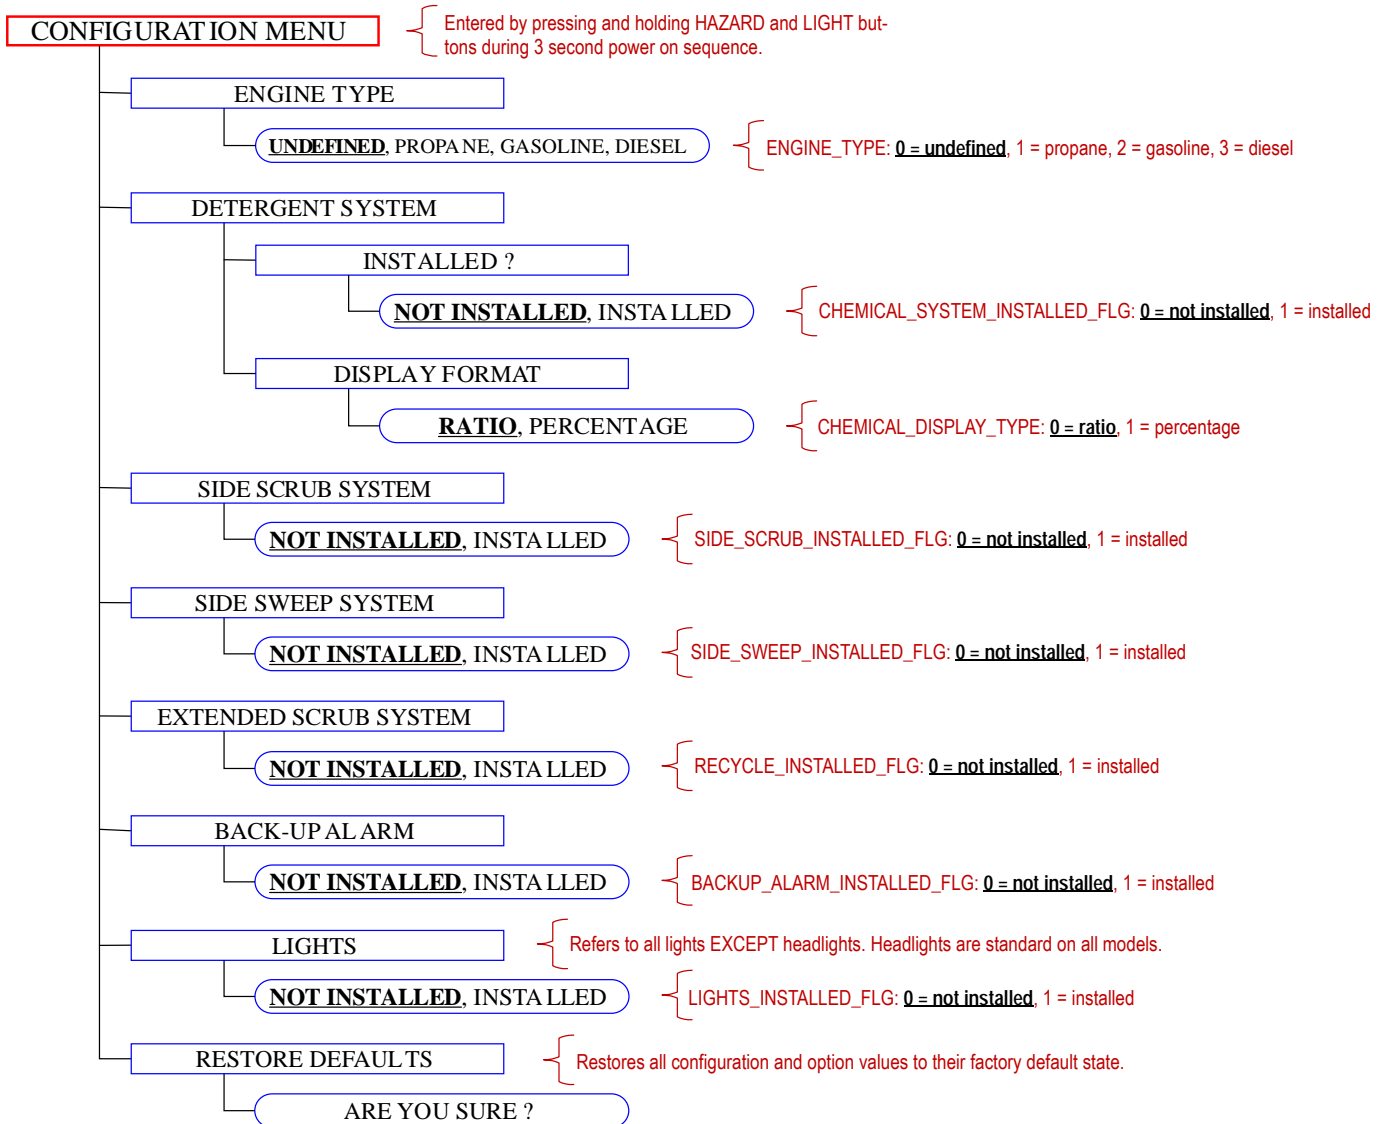 CONFIGURATION MENU
Entered by pressing and holding HAZARD and LIGHT but-
tons during 3 second power on sequence.
ENGINE TYPE
UNDEFINED, PROPANE, GASOLINE, DIESEL
ENGINE_TYPE: 0 = undefined, 1 = propane, 2 = gasoline, 3 = diesel
DETERGENT SYSTEM
INSTALLED ?
NOT INSTALLED, INSTALLED
CHEMICAL_SYSTEM_INSTALLED_FLG: 0 = not installed, 1 = installed
DISPLAY FORMAT
RATIO, PERCENTAGE
CHEMICAL_DISPLAY_TYPE: 0 = ratio, 1 = percentage
SIDE SCRUB SYSTEM
NOT INSTALLED, INSTALLED
SIDE_SCRUB_INSTALLED_FLG: 0 = not installed, 1 = installed
SIDE SWEEP SYSTEM
NOT INSTALLED, INSTALLED
SIDE_SWEEP_INSTALLED_FLG: 0 = not installed, 1 = installed
EXTENDED SCRUB SYSTEM
NOT INSTALLED, INSTALLED
RECYCLE_INSTALLED_FLG: 0 = not installed, 1 = installed
BACK-UP ALARM
NOT INSTALLED, INSTALLED
BACKUP_ALARM_INSTALLED_FLG: 0 = not installed, 1 = installed
LIGHTS
Refers to all lights EXCEPT headlights. Headlights are standard on all models.
NOT INSTALLED, INSTALLED
LIGHTS_INSTALLED_FLG: 0 = not installed, 1 = installed
RESTORE DEFAULTS
Restores all configuration and option values to their factory default state.
ARE YOU SURE ?